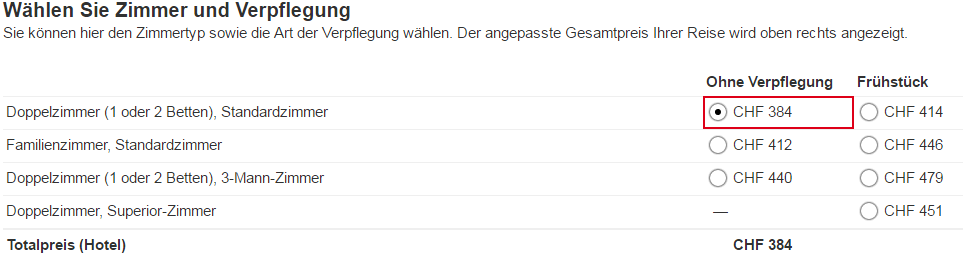 Wählen Sie Zimmer und Verpflegung
Sie können hier den Zimmertyp sowie die Art der Verpflegung wählen. Der angepasste Gesamtpreis Ihrer Reise wird oben rechts angezeigt.
Ohne Verpflegung Frühstück
Doppelzimmer (1 oder 2 Betten), Standardzimmer CHF 384 CHF 414
Familienzimmer, Standardzimmer CHF 412 CHF 446
Doppelzimmer (1 oder 2 Betten), 3-Mann-Zimmer CHF 440 CHF 479
Doppelzimmer, Superior-Zimmer — CHF 451
Totalpreis (Hotel) CHF 384